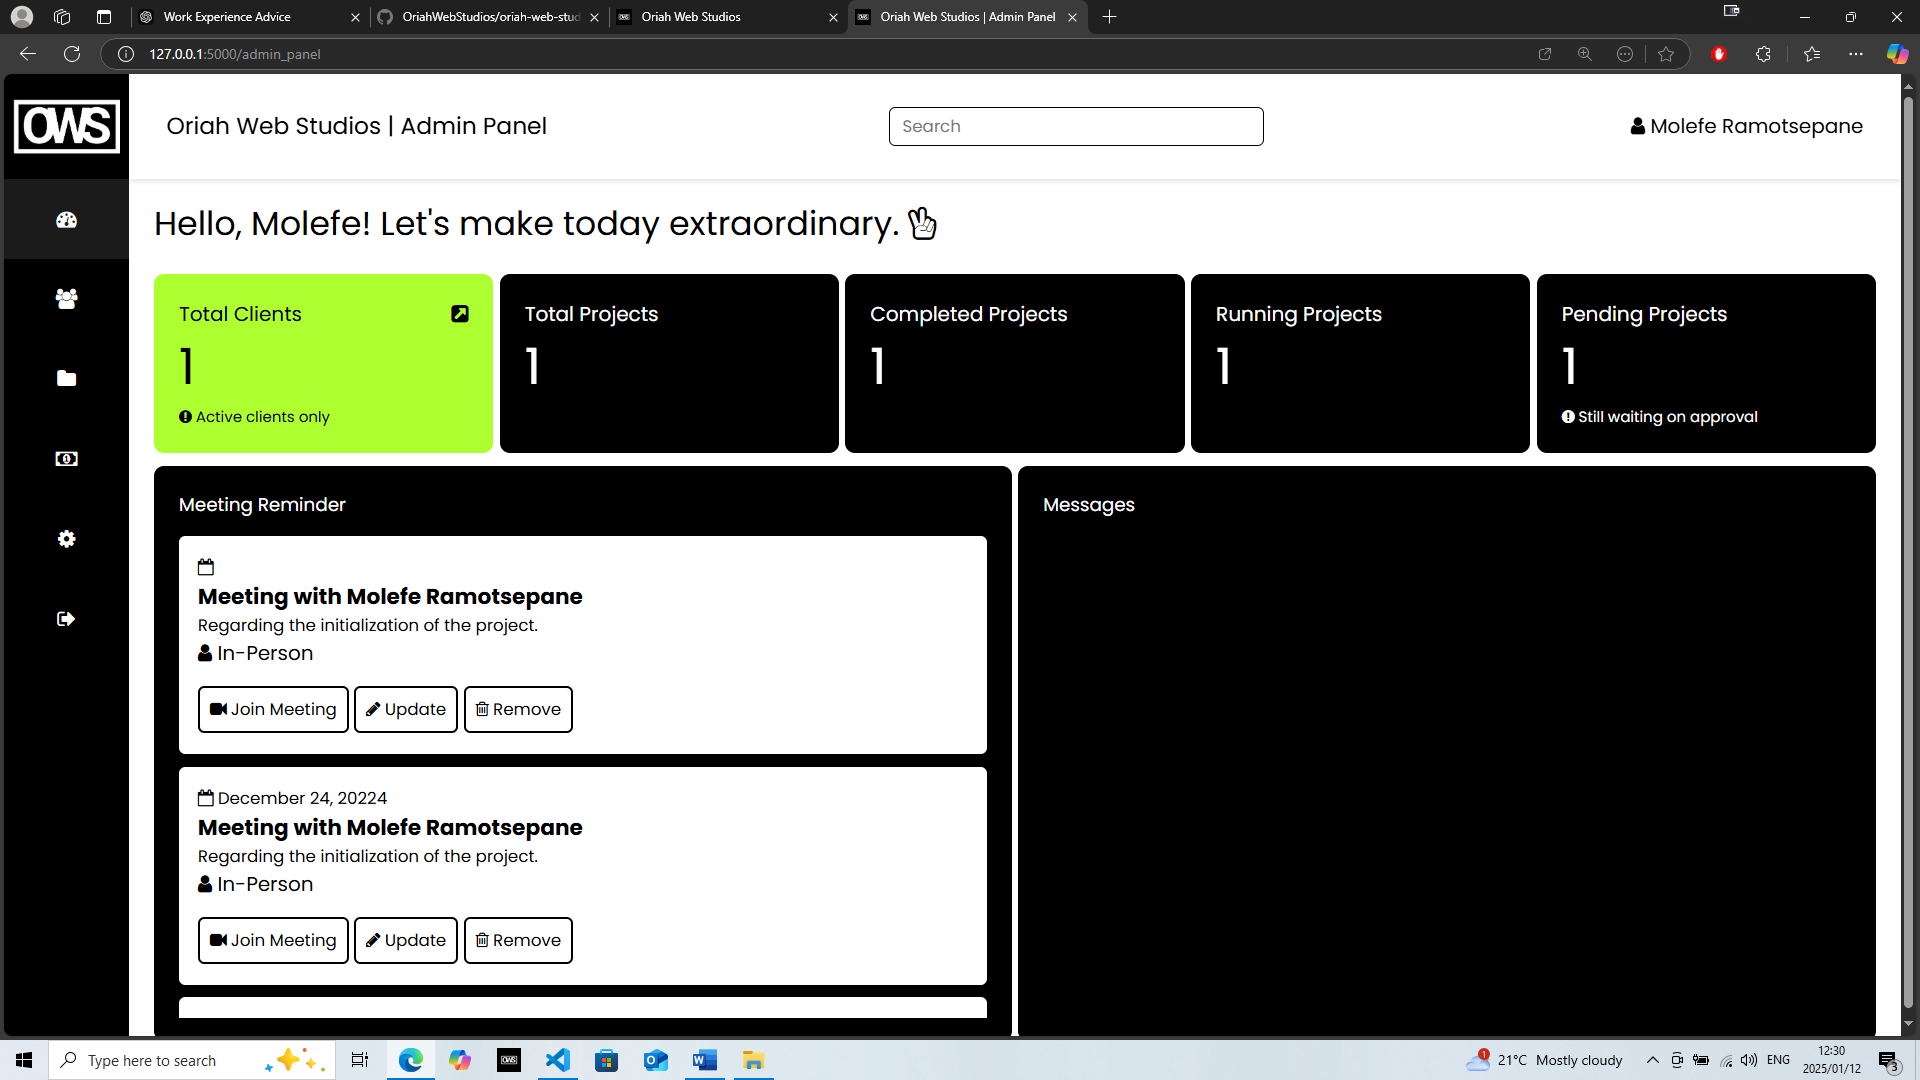 Work Experience Advice
OriahWebStudios/oriah-web-stud
Oriah Web Studios
Oriah Web Studios | Admin Panel
127.0.0.1:5000/admin_panel
OWS
Oriah Web Studios | Admin Panel
Search
Molefe Ramotsepane
Hello, Molefe! Let's make today extraordinary.
Total Clients
1
Active clients only
Total Projects
1
Completed Projects
1
Running Projects
1
Pending Projects
1
Still waiting on approval
Meeting Reminder
Meeting with Molefe Ramotsepane
Regarding the initialization of the project.
In-Person
Join Meeting
Update
Remove
December 24, 20224
Meeting with Molefe Ramotsepane
Regarding the initialization of the project.
In-Person
Join Meeting
Update
Remove
Messages
Type here to search
1
21°C Mostly cloudy
ENG
12:30
2025/01/12
3